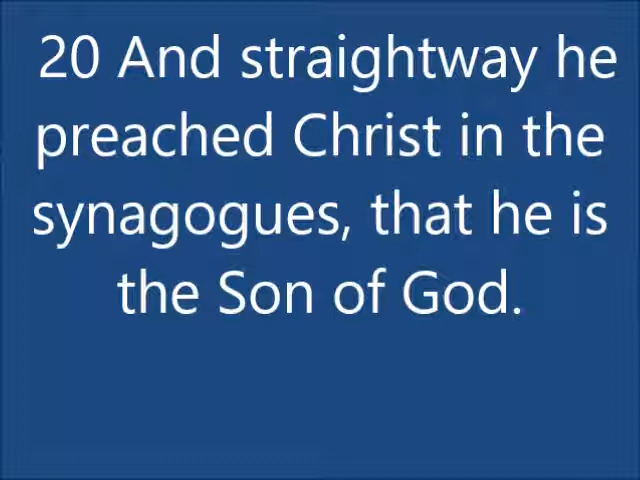 20 And straightway he
preached Christ in the
synagogues, that he is
the Son of God.